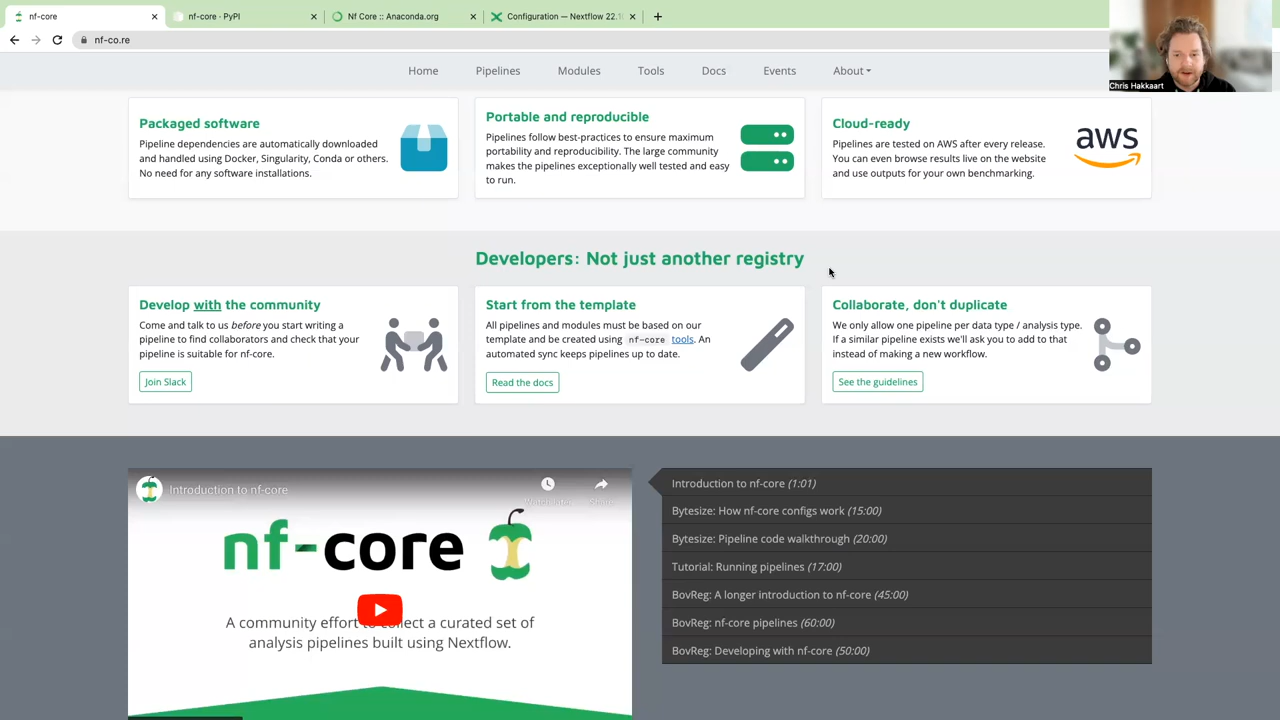 nf-core
nf-core · PyPI
Nf Core :: Anaconda.org
Configuration — Nextflow 22.1
nf-co.re
Home
Pipelines
Modules
Tools
Docs
Events
About
Chris Hakkaart
Packaged software
Pipeline dependencies are automatically downloaded
and handled using Docker, Singularity, Conda or others.
No need for any software installations.
Portable and reproducible
Pipelines follow best-practices to ensure maximum
portability and reproducibility. The large community
makes the pipelines exceptionally well tested and easy
to run.
Cloud-ready
Pipelines are tested on AWS after every release.
You can even browse results live on the website
and use outputs for your own benchmarking.
aws
Developers: Not just another registry
Develop with the community
Come and talk to us before you start writing a
pipeline to find collaborators and check that your
pipeline is suitable for nf-core.
Join Slack
Start from the template
All pipelines and modules must be based on our
template and be created using nf-core tools. An
automated sync keeps pipelines up to date.
Read the docs
Collaborate, don't duplicate
We only allow one pipeline per data type / analysis type.
If a similar pipeline exists we'll ask you to add to that
instead of making a new workflow.
See the guidelines
Introduction to nf-core
nf-core
A community effort to collect a curated set of
analysis pipelines built using Nextflow.
Introduction to nf-core (1:01)
Bytesize: How nf-core configs work (15:00)
Bytesize: Pipeline code walkthrough (20:00)
Tutorial: Running pipelines (17:00)
BovReg: A longer introduction to nf-core (45:00)
BovReg: nf-core pipelines (60:00)
BovReg: Developing with nf-core (50:00)